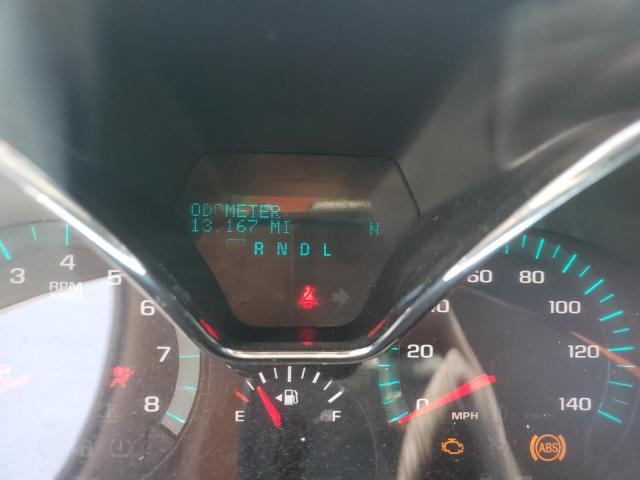 ODOMETER
13 167 MI N
R N D L
3 4 5
RPM
6
7
8
E F
60 80
100
20 120
0 MPH 140
ABS